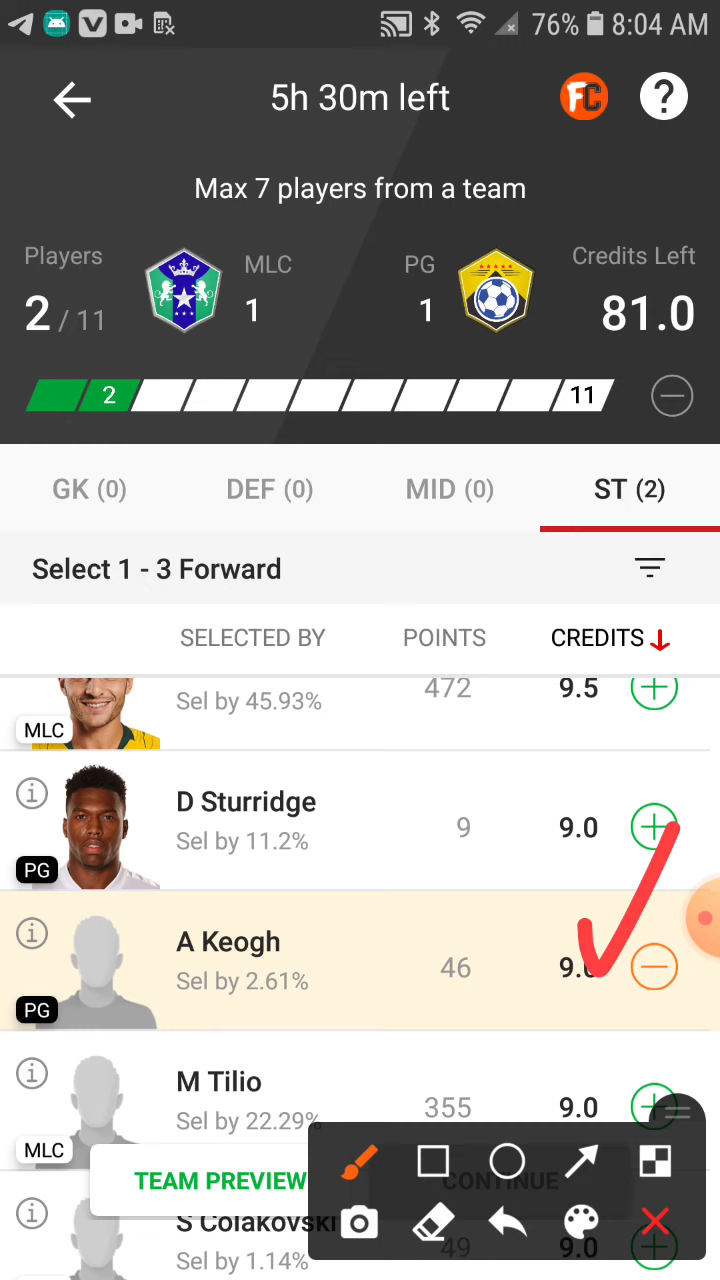 76% 8:04 AM
5h 30m left
FC
?
Max 7 players from a team
Players
MLC
PG
Credits Left
2 / 11
1
1
81.0
2
11
GK (0)
DEF (0)
MID (0)
ST (2)
Select 1 - 3 Forward
SELECTED BY
POINTS
CREDITS
Sel by 45.93%
472
9.5
MLC
D Sturridge
Sel by 11.2%
9
9.0
PG
A Keogh
Sel by 2.61%
46
9.0
PG
M Tilio
Sel by 22.29%
355
9.0
MLC
TEAM PREVIEW
CONTINUE
S Colakovski
Sel by 1.14%
49
9.0